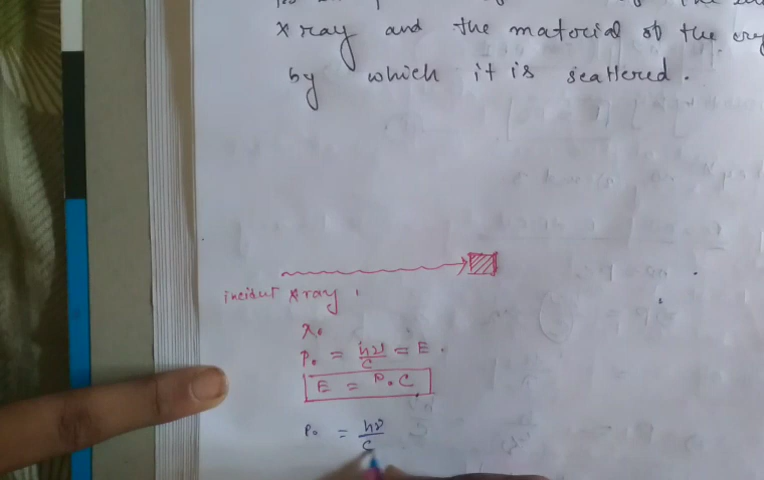 x ray and the material of the
by which it is scattered.
incident x ray.
λ₀
P₀ = hν/C = E.
E = P₀C
P₀ = hν/C